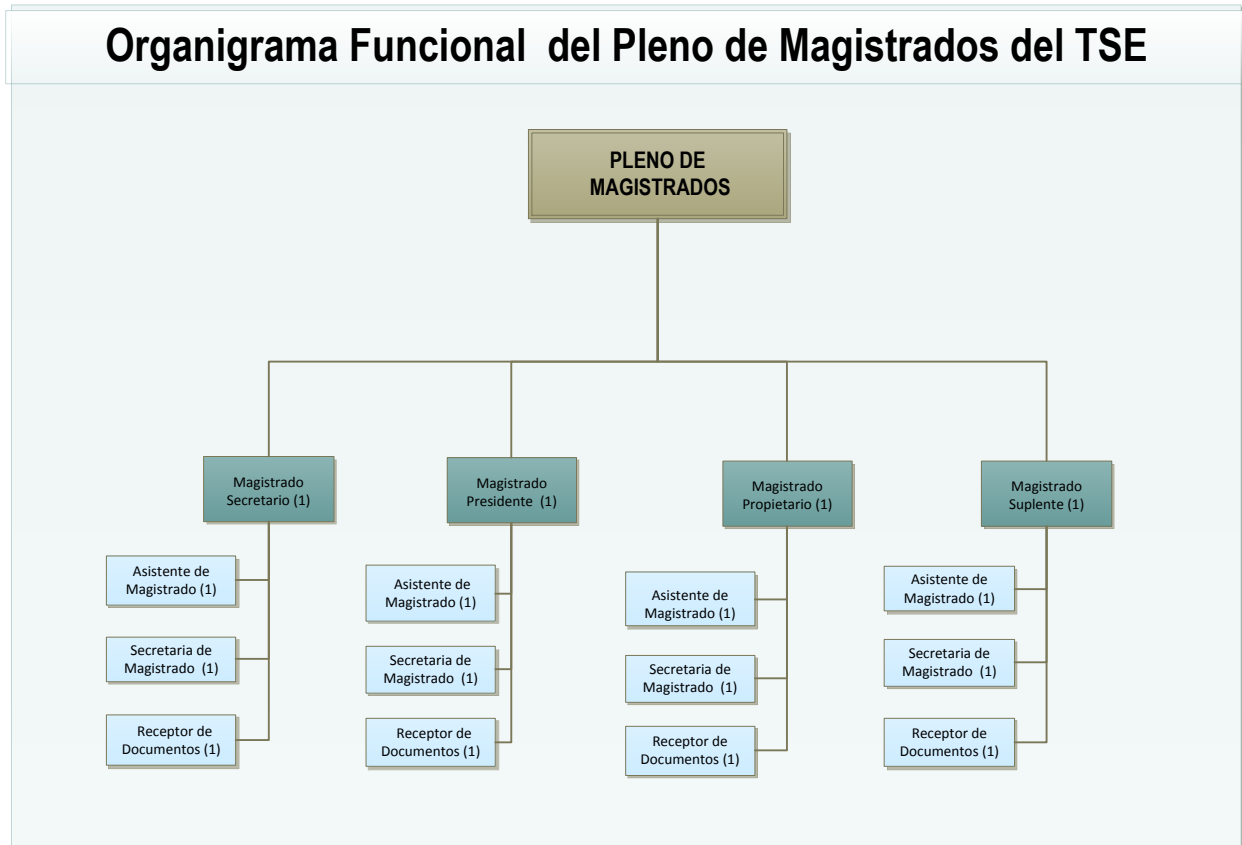 Organigrama Funcional del Pleno de Magistrados del TSE
PLENO DE
MAGISTRADOS
Magistrado
Secretario (1)
Asistente de
Magistrado (1)
Secretaria de
Magistrado (1)
Receptor de
Documentos (1)
Magistrado
Presidente (1)
Asistente de
Magistrado (1)
Secretaria de
Magistrado (1)
Receptor de
Documentos (1)
Magistrado
Propietario (1)
Asistente de
Magistrado (1)
Secretaria de
Magistrado (1)
Receptor de
Documentos (1)
Magistrado
Suplente (1)
Asistente de
Magistrado (1)
Secretaria de
Magistrado (1)
Receptor de
Documentos (1)